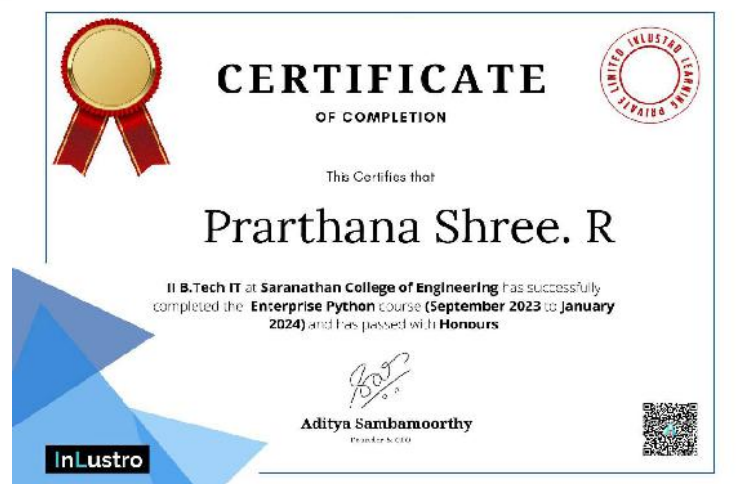 CERTIFICATE
INLUSTRO LEARNING PRIVATE LIMITED
OF COMPLETION
This Certifies that
Prarthana Shree. R
II B.Tech IT at Saranathan College of Engineering has successfully
completed the Enterprise Python course (September 2023 to January
2024) and has passed with Honours
Aditya Sambamoorthy
Founder & CEO
InLustro